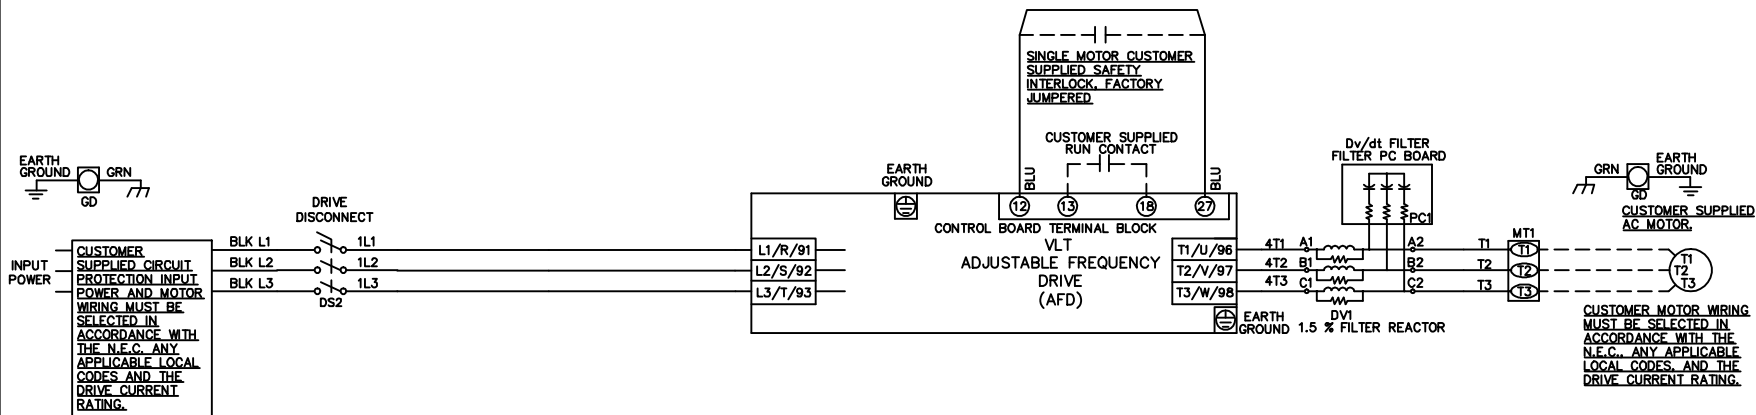 SINGLE MOTOR CUSTOMER
SUPPLIED SAFETY
INTERLOCK, FACTORY
JUMPERED
CUSTOMER SUPPLIED
RUN CONTACT
BLU
BLU
12
13
18
27
CONTROL BOARD TERMINAL BLOCK
EARTH
GROUND
GRN
GD
INPUT
POWER
CUSTOMER
SUPPLIED CIRCUIT
PROTECTION INPUT
POWER AND MOTOR
WIRING MUST BE
SELECTED IN
ACCORDANCE WITH
THE N.E.C. ANY
APPLICABLE LOCAL
CODES AND THE
DRIVE CURRENT
RATING.
BLK L1
BLK L2
BLK L3
DRIVE
DISCONNECT
1L1
1L2
1L3
DS2
EARTH
GROUND
L1/R/91
L2/S/92
L3/T/93
VLT
ADJUSTABLE FREQUENCY
DRIVE
(AFD)
T1/U/96
T2/V/97
T3/W/98
EARTH
GROUND
4T1
4T2
4T3
A1
B1
C1
DV1
1.5 % FILTER REACTOR
Dv/dt FILTER
FILTER PC BOARD
PC1
A2
B2
C2
T1
T2
T3
MT1
T1
T2
T3
GRN
GD
EARTH
GROUND
CUSTOMER SUPPLIED
AC MOTOR.
T1
T2
T3
CUSTOMER MOTOR WIRING
MUST BE SELECTED IN
ACCORDANCE WITH THE
N.E.C., ANY APPLICABLE
LOCAL CODES, AND THE
DRIVE CURRENT RATING.